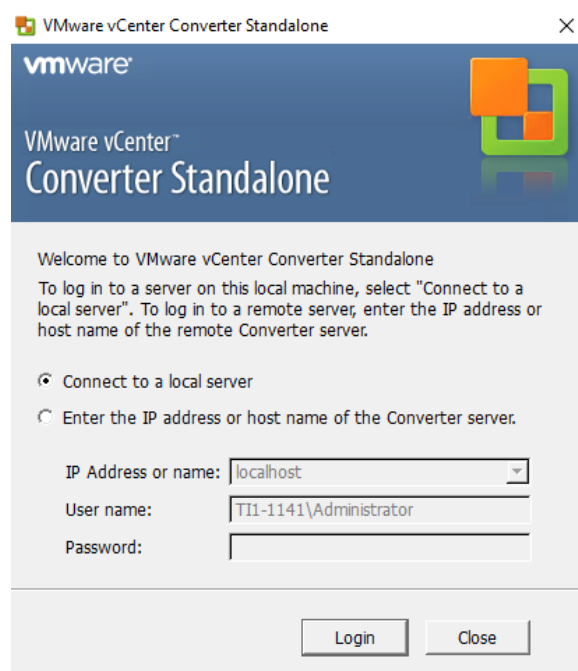 VMware vCenter Converter Standalone
vmware®
VMware vCenter™
Converter Standalone
Welcome to VMware vCenter Converter Standalone
To log in to a server on this local machine, select "Connect to a
local server". To log in to a remote server, enter the IP address or
host name of the remote Converter server.
Connect to a local server
Enter the IP address or host name of the Converter server.
IP Address or name: localhost
User name: TI1-1141\Administrator
Password:
Login Close